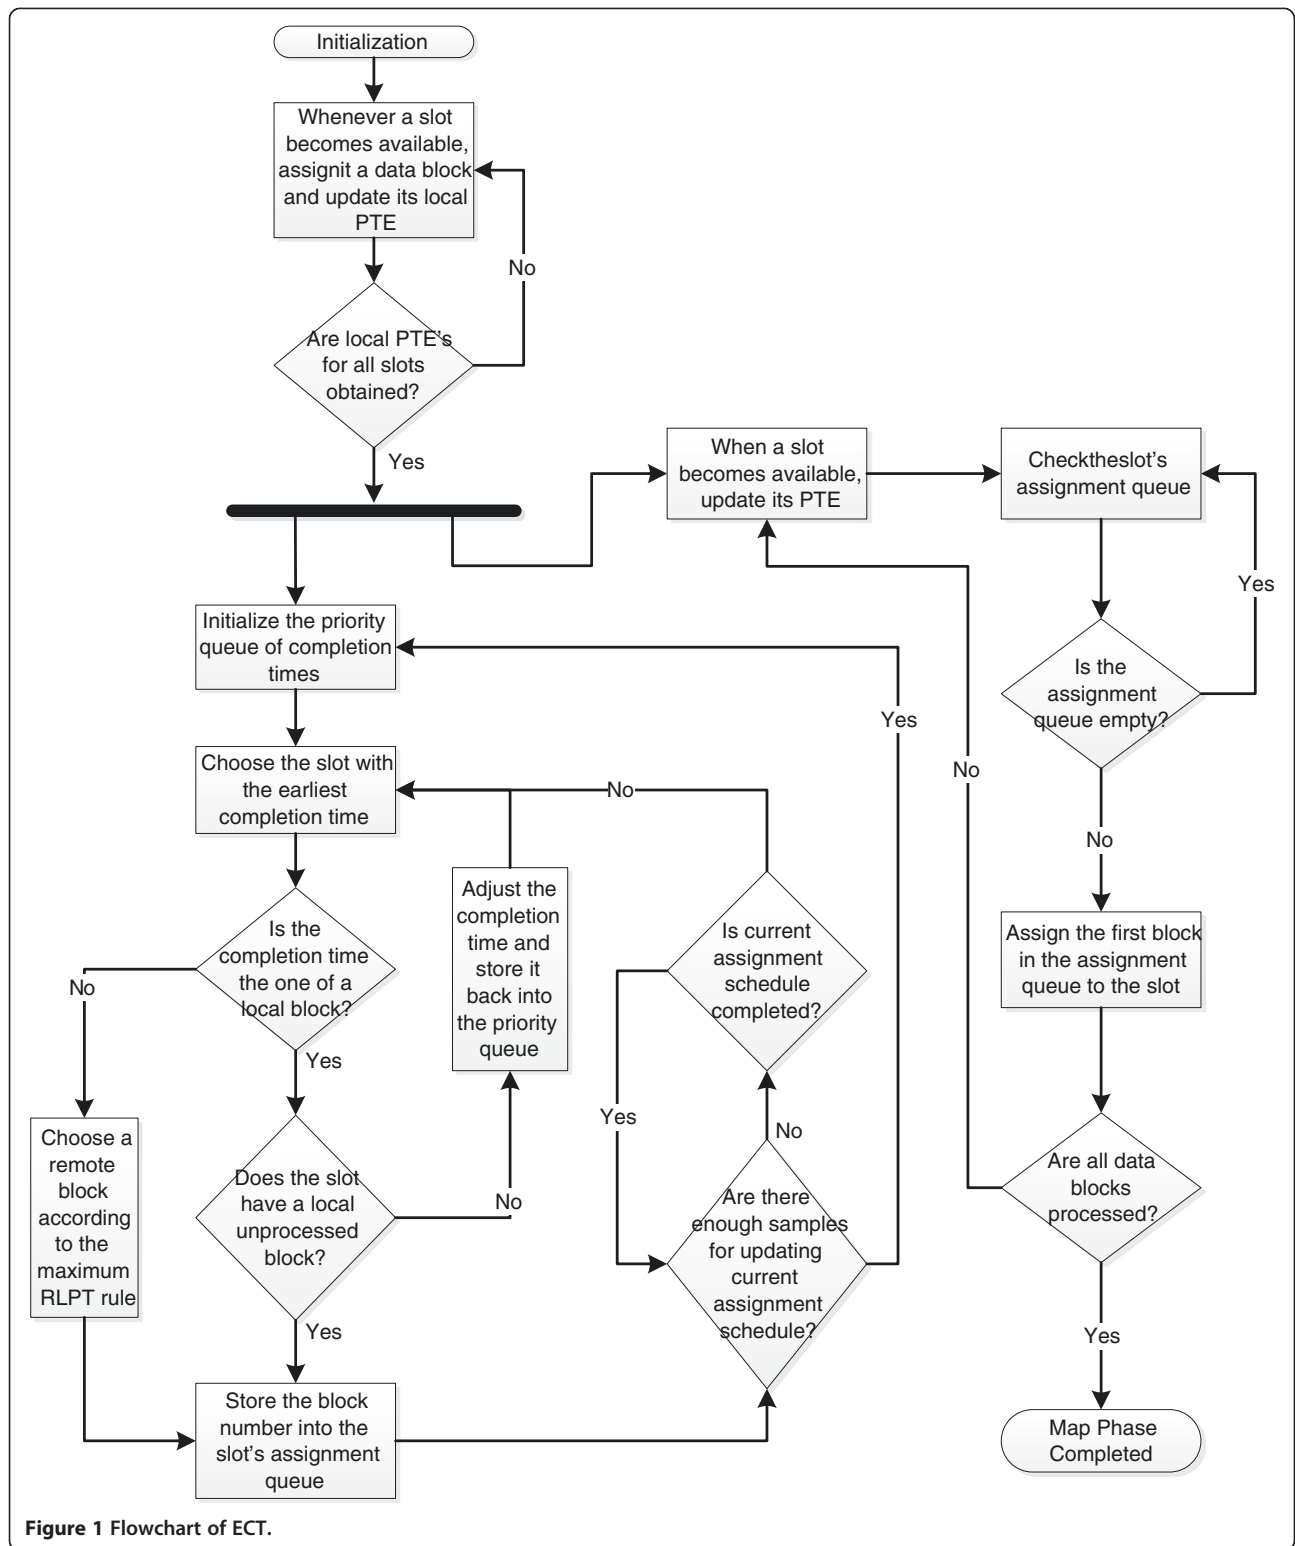 Initialization
Whenever a slot
becomes available,
assignit a data block
and update its local
PTE
No
Are local PTE's
for all slots
obtained?
Yes
When a slot
becomes available,
update its PTE
Checktheslot's
assignment queue
Yes
Is the
assignment
queue empty?
No
Assign the first block
in the assignment
queue to the slot
Are all data
blocks
processed?
No
Yes
Map Phase
Completed
Initialize the priority
queue of completion
times
Yes
Choose the slot with
the earliest
completion time
No
Is the
completion time
the one of a
local block?
No
Yes
Adjust the
completion
time and
store it
back into
the priority
queue
Is current
assignment
schedule
completed?
Yes
No
Choose a
remote
block
according
to the
maximum
RLPT rule
Does the slot
have a local
unprocessed
block?
No
Yes
Are there
enough samples
for updating
current
assignment
schedule?
Store the block
number into the
slot's assignment
queue
Figure 1 Flowchart of ECT.